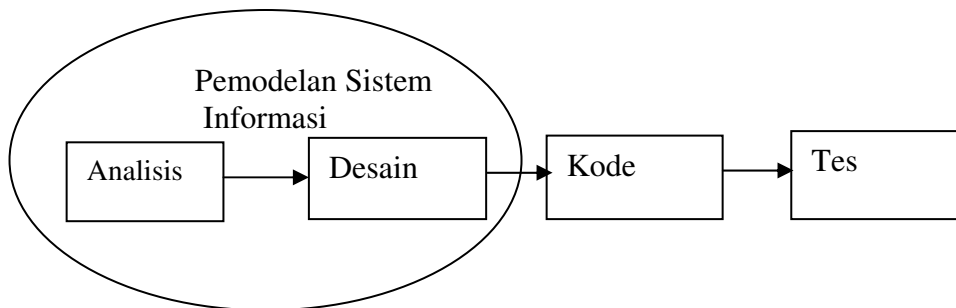 Pemodelan Sistem
Informasi
Analisis
Desain
Kode
Tes